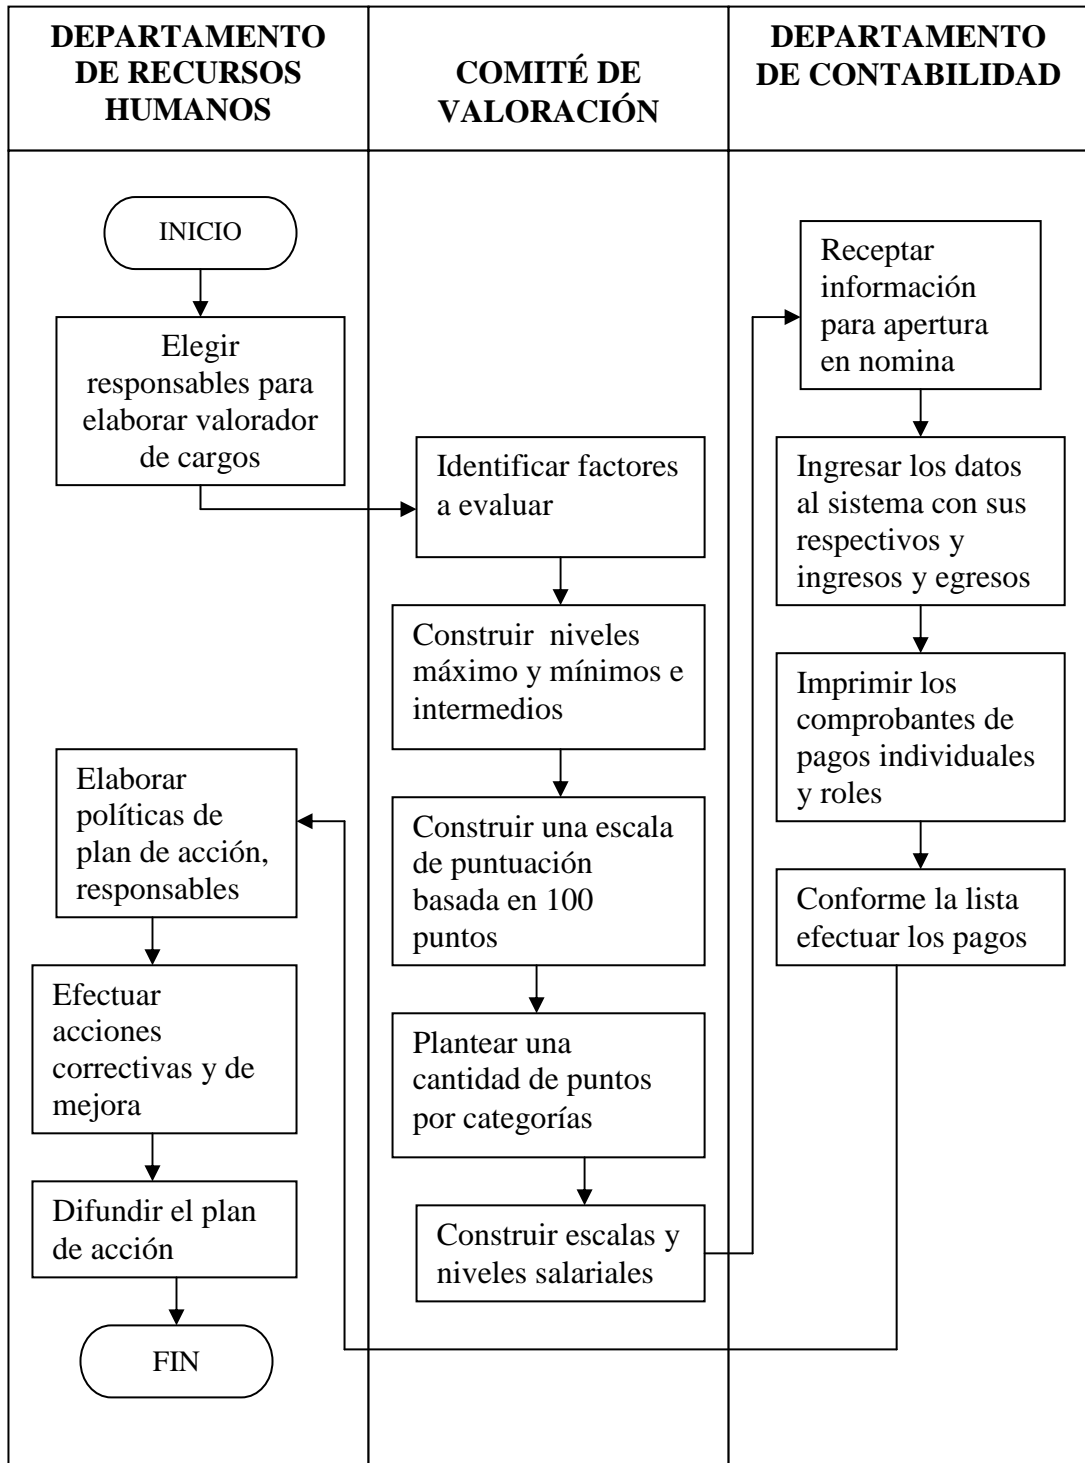 DEPARTAMENTO
DE RECURSOS
HUMANOS
COMITÉ DE
VALORACIÓN
DEPARTAMENTO
DE CONTABILIDAD
INICIO
Elegir
responsables para
elaborar valorador
de cargos
Identificar factores
a evaluar
Construir  niveles
máximo y mínimos e
intermedios
Construir una escala
de puntuación
basada en 100
puntos
Plantear una
cantidad de puntos
por categorías
Construir escalas y
niveles salariales
Receptar
información
para apertura
en nomina
Ingresar los datos
al sistema con sus
respectivos y
ingresos y egresos
Imprimir los
comprobantes de
pagos individuales
y roles
Conforme la lista
efectuar los pagos
Elaborar
políticas de
plan de acción,
responsables
Efectuar
acciones
correctivas y de
mejora
Difundir el plan
de acción
FIN